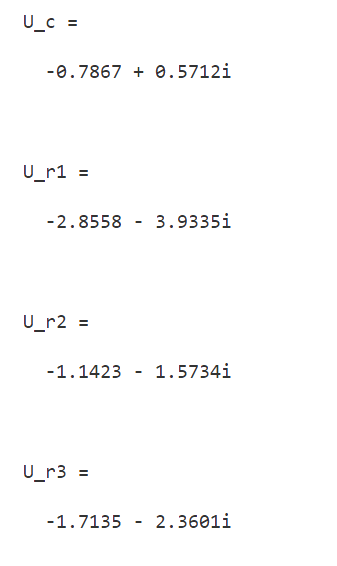 U_c =
-0.7867 + 0.5712i
U_r1 =
-2.8558 - 3.9335i
U_r2 =
-1.1423 - 1.5734i
U_r3 =
-1.7135 - 2.3601i